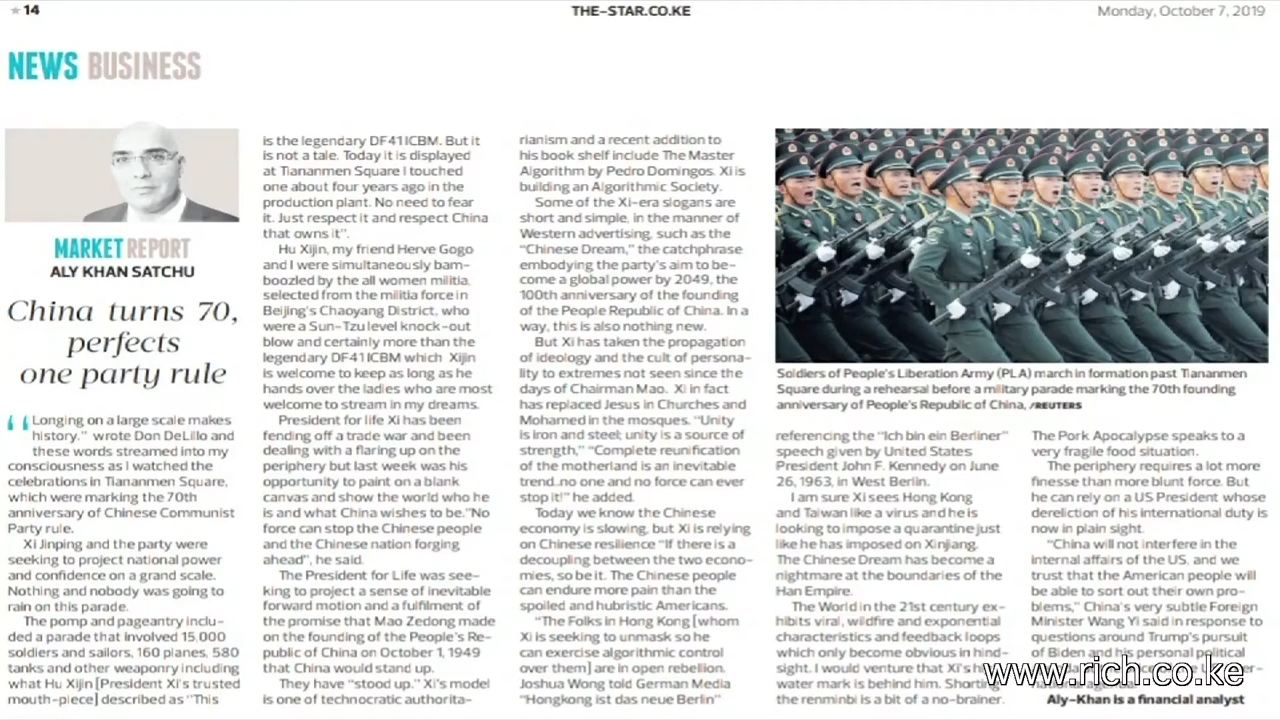 ★ 14
THE-STAR.CO.KE
Monday, October 7, 2019
NEWS BUSINESS
MARKET REPORT
ALY KHAN SATCHU
China turns 70,
perfects
one party rule
“Longing on a large scale makes
history.” wrote Don DeLillo and
these words streamed into my
consciousness as I watched the
celebrations in Tiananmen Square,
which were marking the 70th
anniversary of Chinese Communist
Party rule.
Xi Jinping and the party were
seeking to project national power
and confidence on a grand scale.
Nothing and nobody was going to
rain on this parade.
The pomp and pageantry inclu-
ded a parade that involved 15,000
soldiers and sailors, 160 planes, 580
tanks and other weaponry including
what Hu Xijin [President Xi’s trusted
mouth-piece] described as “This
is the legendary DF41 ICBM. But it
is not a tale. Today it is displayed
at Tiananmen Square I touched
one about four years ago in the
production plant. No need to fear
it. Just respect it and respect China
that owns it”.
Hu Xijin, my friend Herve Gogo
and I were simultaneously bam-
boozled by the all women militia,
selected from the militia force in
Beijing’s Chaoyang District, who
were a Sun-Tzu level knock-out
blow and certainly more than the
legendary DF41 ICBM which Xijin
is welcome to keep as long as he
hands over the ladies who are most
welcome to stream in my dreams.
President for life Xi has been
fending off a trade war and been
dealing with a flaring up on the
periphery but last week was his
opportunity to paint on a blank
canvas and show the world who he
is and what China wishes to be.”No
force can stop the Chinese people
and the Chinese nation forging
ahead”, he said.
The President for Life was see-
king to project a sense of inevitable
forward motion and a fulfilment of
the promise that Mao Zedong made
on the founding of the People’s Re-
public of China on October 1, 1949
that China would stand up.
They have “stood up.” Xi’s model
is one of technocratic authorita-
rianism and a recent addition to
his book shelf include The Master
Algorithm by Pedro Domingos. Xi is
building an Algorithmic Society.
Some of the Xi-era slogans are
short and simple, in the manner of
Western advertising, such as the
“Chinese Dream,” the catchphrase
embodying the party’s aim to be-
come a global power by 2049, the
100th anniversary of the founding
of the People Republic of China. In a
way, this is also nothing new.
But Xi has taken the propagation
of ideology and the cult of persona-
lity to extremes not seen since the
days of Chairman Mao. Xi in fact
has replaced Jesus in Churches and
Mohamed in the mosques. “Unity
is iron and steel; unity is a source of
strength,” “Complete reunification
of the motherland is an inevitable
trend..no one and no force can ever
stop it!” he added.
Today we know the Chinese
economy is slowing, but Xi is relying
on Chinese resilience “If there is a
decoupling between the two econo-
mies, so be it. The Chinese people
can endure more pain than the
spoiled and hubristic Americans.
“The Folks in Hong Kong [whom
Xi is seeking to unmask so he
can exercise algorithmic control
over them] are in open rebellion.
Joshua Wong told German Media
“Hongkong ist das neue Berlin”
Soldiers of People’s Liberation Army (PLA) march in formation past Tiananmen
Square during a rehearsal before a military parade marking the 70th founding
anniversary of People’s Republic of China, /REUTERS
referencing the “Ich bin ein Berliner”
speech given by United States
President John F. Kennedy on June
26, 1963, in West Berlin.
I am sure Xi sees Hong Kong
and Taiwan like a virus and he is
looking to impose a quarantine just
like he has imposed on Xinjiang.
The Chinese Dream has become a
nightmare at the boundaries of the
Han Empire.
The World in the 21st century ex-
hibits viral, wildfire and exponential
characteristics and feedback loops
which only become obvious in hind-
sight. I would venture that Xi’s
water mark is behind him. Shorting
the renminbi is a bit of a no-brainer.
The Pork Apocalypse speaks to a
very fragile food situation.
The periphery requires a lot more
finesse than more blunt force. But
he can rely on a US President whose
dereliction of his international duty is
now in plain sight.
“China will not interfere in the
internal affairs of the US, and we
trust that the American people will
be able to sort out their own pro-
blems,” China’s very subtle Foreign
Minister Wang Yi said in response to
questions around Trump’s pursuit
of Biden and his personal political
Aly-Khan is a financial analyst
www.rich.co.ke